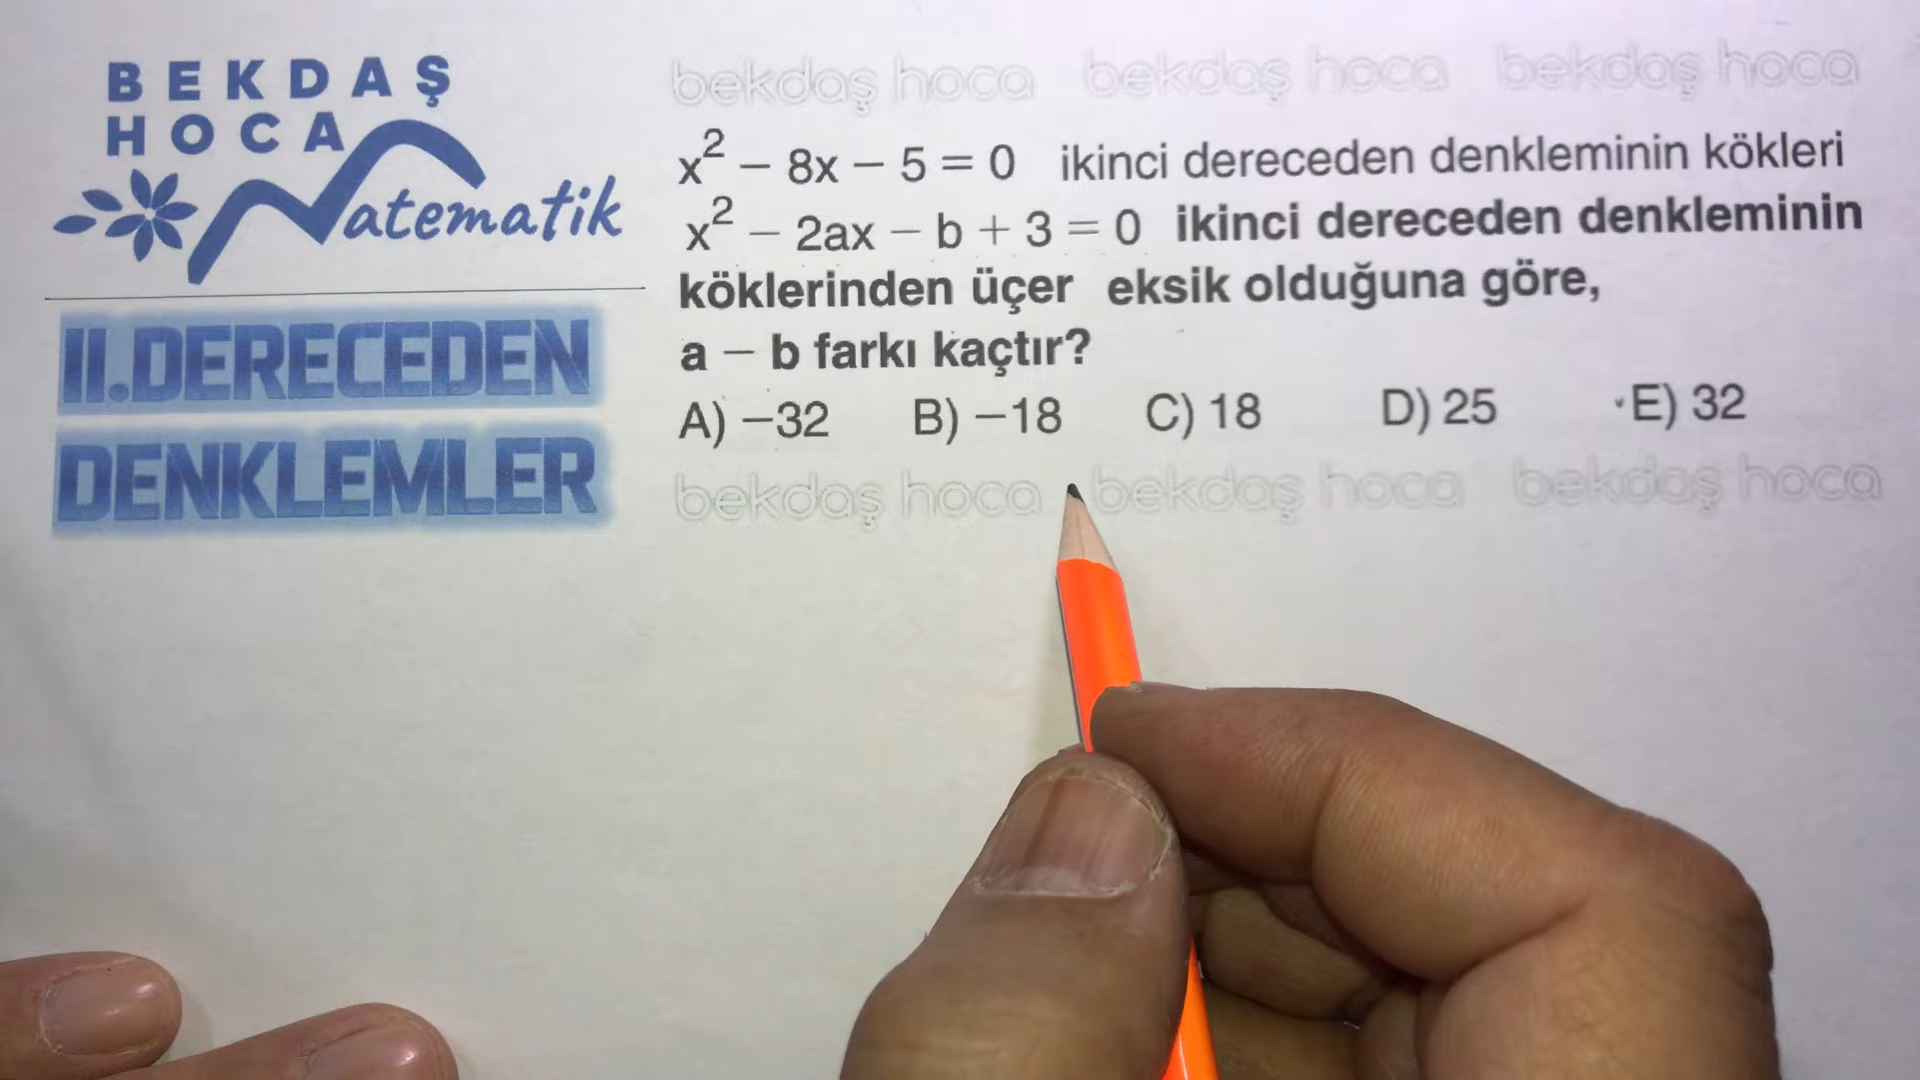 BEKDAŞ
HOCA
Matematik
II.DERECEDEN
DENKLEMLER
bekdaş hoca bekdaş hoca bekdaş hoca
x² – 8x – 5 = 0 ikinci dereceden denkleminin kökleri
x² – 2ax – b + 3 = 0 ikinci dereceden denkleminin
köklerinden üçer eksik olduğuna göre,
a – b farkı kaçtır?
A) –32 B) –18 C) 18 D) 25 E) 32
bekdaş hoca bekdaş hoca bekdaş hoca